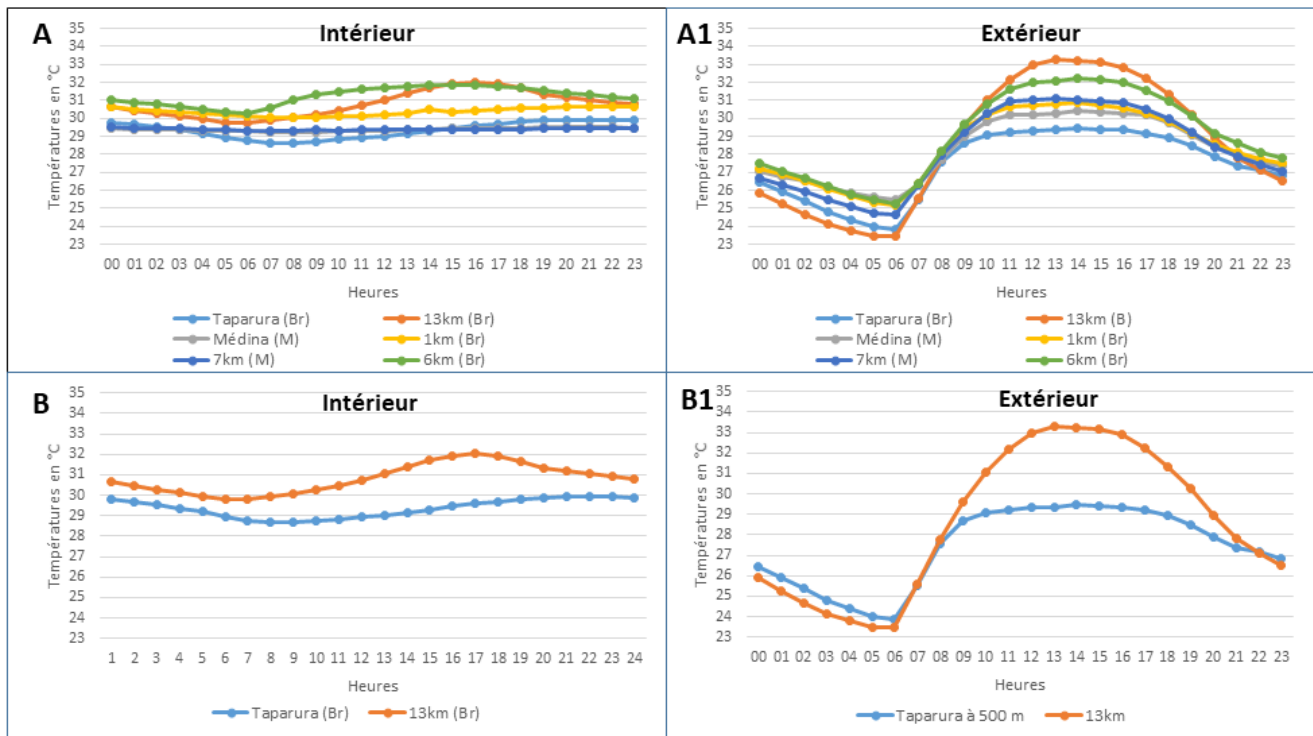 A
Intérieur
Températures en °C
35
34
33
32
31
30
29
28
27
26
25
24
23
00 01 02 03 04 05 06 07 08 09 10 11 12 13 14 15 16 17 18 19 20 21 22 23
Heures
Taparura (Br) 13km (Br)
Médina (M) 1km (Br)
7km (M) 6km (Br)
A1
Extérieur
Températures en °C
35
34
33
32
31
30
29
28
27
26
25
24
23
00 01 02 03 04 05 06 07 08 09 10 11 12 13 14 15 16 17 18 19 20 21 22 23
Heures
Taparura (Br) 13km (B)
Médina (M) 1km (Br)
7km (M) 6km (Br)
B
Intérieur
Températures en °C
35
34
33
32
31
30
29
28
27
26
25
24
23
1 2 3 4 5 6 7 8 9 10 11 12 13 14 15 16 17 18 19 20 21 22 23 24
Heures
Taparura (Br) 13km (Br)
B1
Extérieur
Températures en °C
35
34
33
32
31
30
29
28
27
26
25
24
23
00 01 02 03 04 05 06 07 08 09 10 11 12 13 14 15 16 17 18 19 20 21 22 23
Heures
Taparura à 500 m 13km